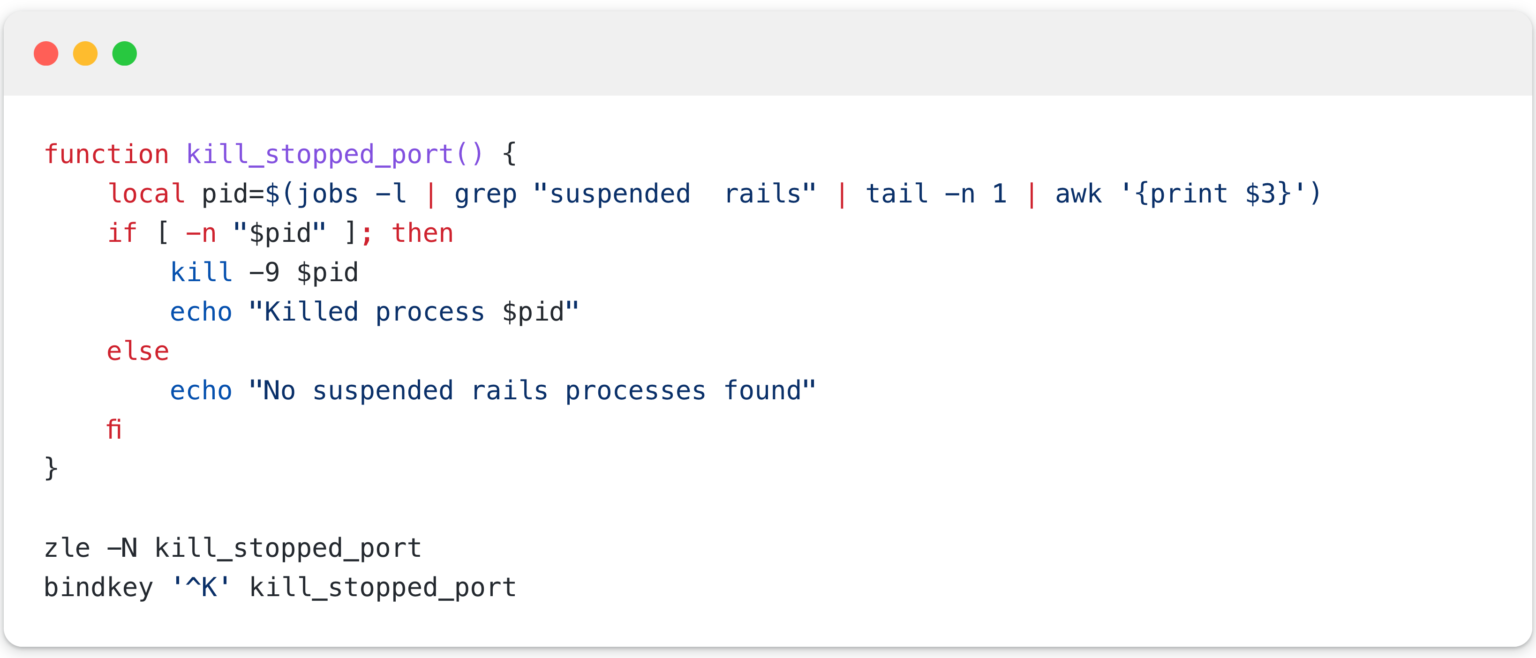 function kill_stopped_port() {
    local pid=$(jobs -l | grep "suspended  rails" | tail -n 1 | awk '{print $3}')
    if [ -n "$pid" ]; then
        kill -9 $pid
        echo "Killed process $pid"
    else
        echo "No suspended rails processes found"
    fi
}

zle -N kill_stopped_port
bindkey '^K' kill_stopped_port